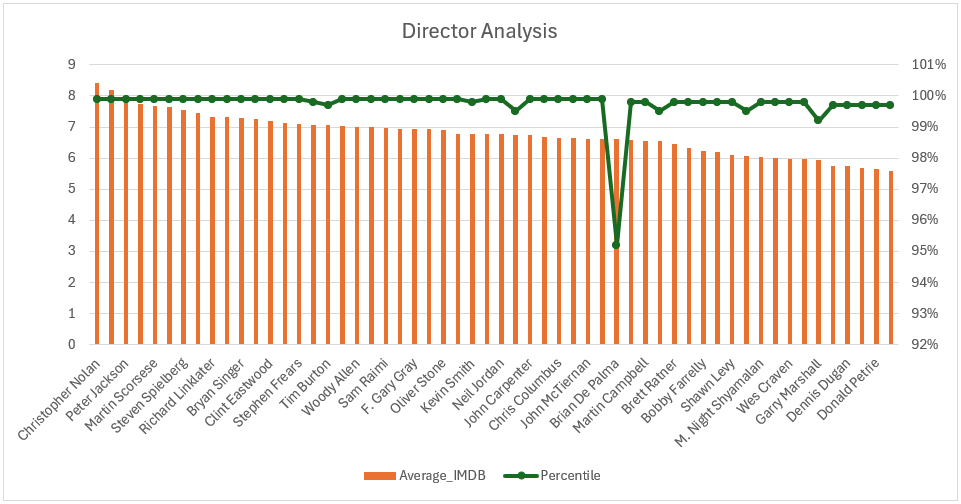 Director Analysis
9
8
7
6
5
4
3
2
1
0
101%
100%
99%
98%
97%
96%
95%
94%
93%
92%
Christopher Nolan
Peter Jackson
Martin Scorsese
Steven Spielberg
Richard Linklater
Bryan Singer
Clint Eastwood
Stephen Frears
Tim Burton
Woody Allen
Sam Raimi
F. Gary Gray
Oliver Stone
Kevin Smith
Neil Jordan
John Carpenter
Chris Columbus
John McTiernan
Brian De Palma
Martin Campbell
Brett Ratner
Bobby Farrelly
Shawn Levy
M. Night Shyamalan
Wes Craven
Garry Marshall
Dennis Dugan
Donald Petrie
Average_IMDB
Percentile